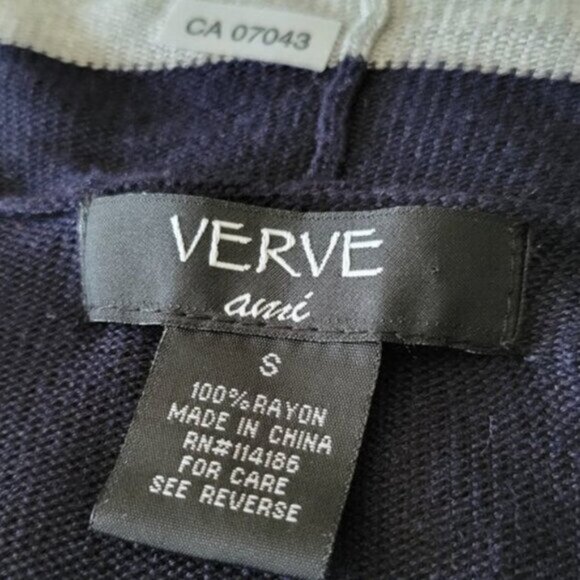 CA 07043
VERVE
ami
S
100% RAYON
MADE IN CHINA
RN#114186
FOR CARE
SEE REVERSE